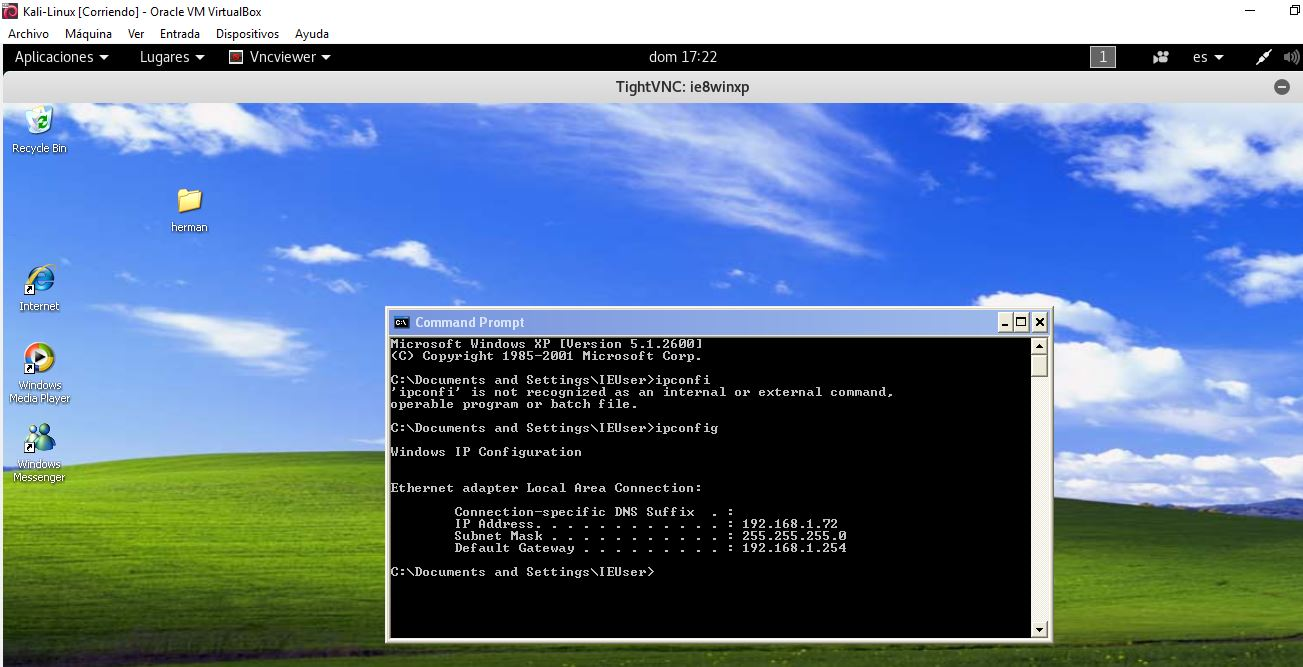 Kali-Linux [Corriendo] - Oracle VM VirtualBox
Archivo Máquina Ver Entrada Dispositivos Ayuda
Aplicaciones Lugares Vncviewer dom 17:22 1 es
TightVNC: ie8winxp
Recycle Bin
herman
Internet
Windows
Media Player
Windows
Messenger
Command Prompt
Microsoft Windows XP [Version 5.1.2600]
(C) Copyright 1985-2001 Microsoft Corp.
C:\Documents and Settings\IEUser>ipconfi
'ipconfi' is not recognized as an internal or external command,
operable program or batch file.
C:\Documents and Settings\IEUser>ipconfig
Windows IP Configuration
Ethernet adapter Local Area Connection:
Connection-specific DNS Suffix . :
IP Address. . . . . . . . . . . . : 192.168.1.72
Subnet Mask . . . . . . . . . . . : 255.255.255.0
Default Gateway . . . . . . . . . : 192.168.1.254
C:\Documents and Settings\IEUser>